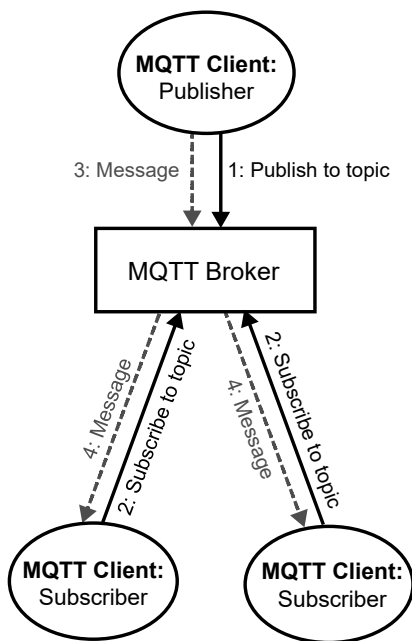 MQTT Client:
Publisher
3: Message
1: Publish to topic
MQTT Broker
4: Message
2: Subscribe to topic
4: Message
2: Subscribe to topic
MQTT Client:
Subscriber
MQTT Client:
Subscriber